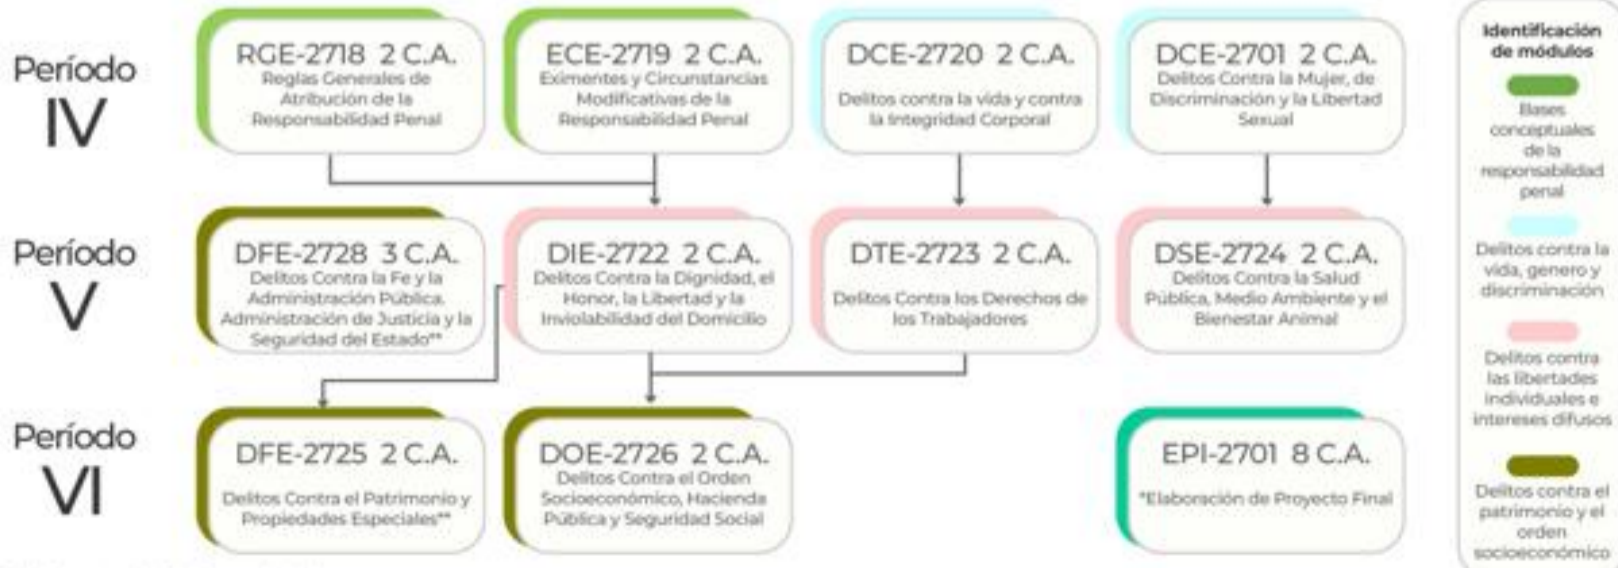 Período
IV
RGE-2718 2 C.A.
Reglas Generales de
Atribución de la
Responsabilidad Penal
ECE-2719 2 C.A.
Eximentes y Circunstancias
Modificativas de la
Responsabilidad Penal
DCE-2720 2 C.A.
Delitos contra la vida y contra
la Integridad Corporal
DCE-2701 2 C.A.
Delitos Contra la Mujer, de
Discriminación y la Libertad
Sexual
Período
V
DFE-2728 3 C.A.
Delitos Contra la Fe y la
Administración Pública.
Administración de Justicia y la
Seguridad del Estado**
DIE-2722 2 C.A.
Delitos Contra la Dignidad, el
Honor, la Libertad y la
Inviolabilidad del Domicilio
DTE-2723 2 C.A.
Delitos Contra los Derechos de
los Trabajadores
DSE-2724 2 C.A.
Delitos Contra la Salud
Pública, Medio Ambiente y el
Bienestar Animal
Período
VI
DFE-2725 2 C.A.
Delitos Contra el Patrimonio y
Propiedades Especiales**
DOE-2726 2 C.A.
Delitos Contra el Orden
Socioeconómico, Hacienda
Pública y Seguridad Social
EPI-2701 8 C.A.
*Elaboración de Proyecto Final
Identificación
de módulos
Bases
conceptuales
de la
responsabilidad
penal
Delitos contra la
vida, genero y
discriminación
Delitos contra
las libertades
individuales e
intereses difusos
Delitos contra el
patrimonio y el
orden
socioeconómico